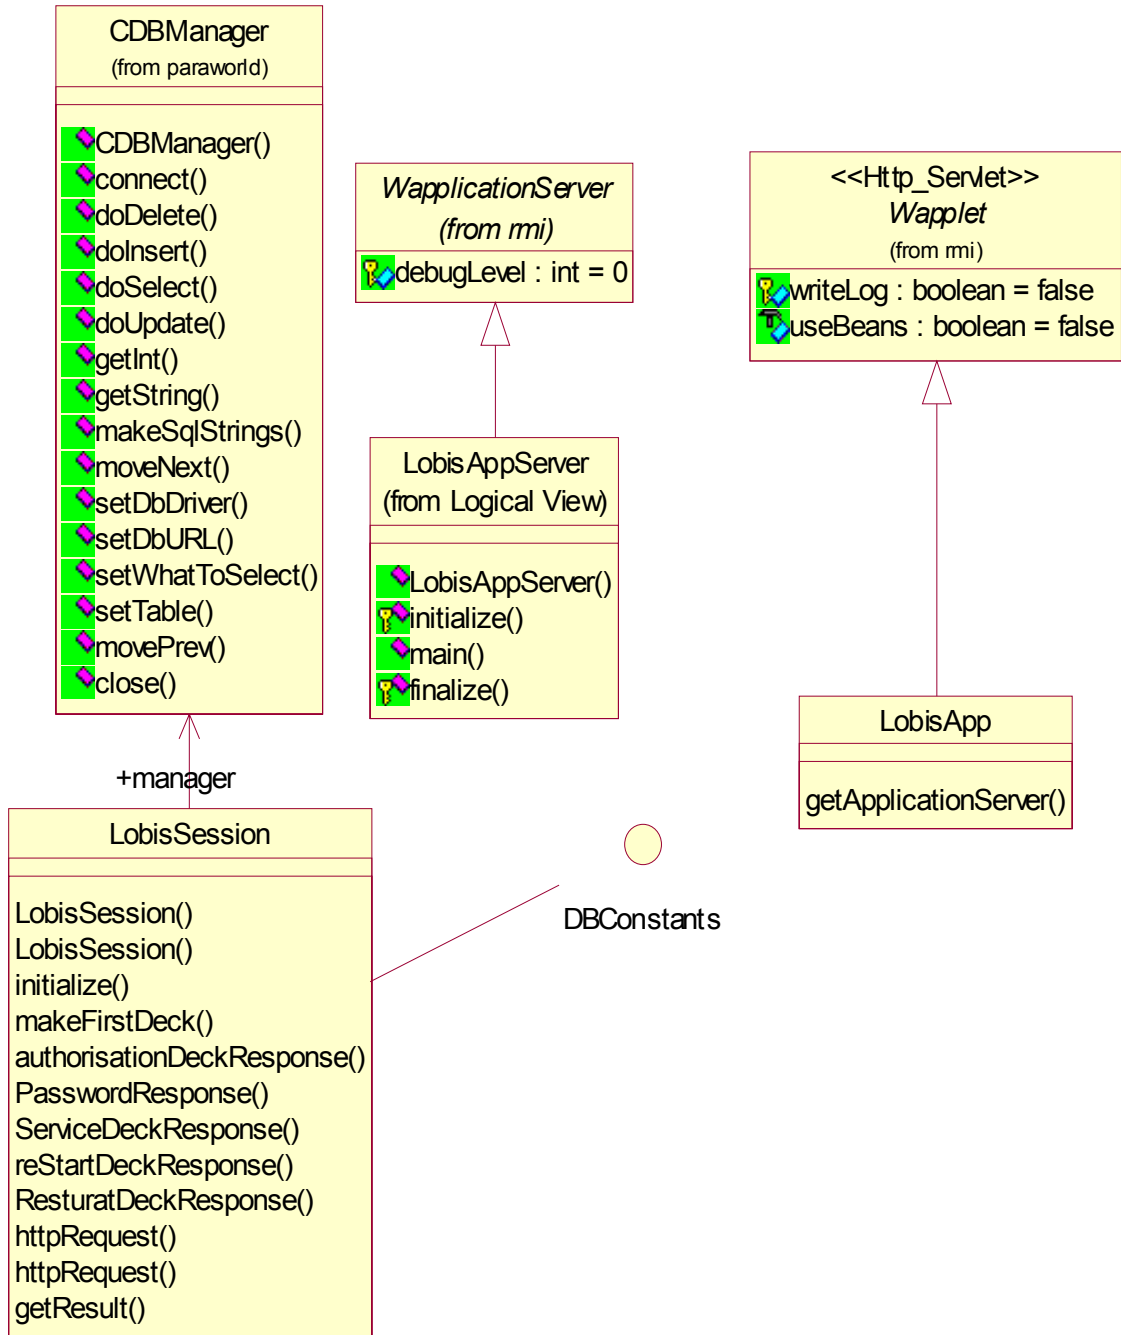 CDBManager
(from paraworld)
CDBManager()
connect()
doDelete()
doInsert()
doSelect()
doUpdate()
getInt()
getString()
makeSqlStrings()
moveNext()
setDbDriver()
setDbURL()
setWhatToSelect()
setTable()
movePrev()
close()
WapplicationServer
(from rmi)
debugLevel : int = 0
<<Http_Servlet>>
Wapplet
(from rmi)
writeLog : boolean = false
useBeans : boolean = false
LobisAppServer
(from Logical View)
LobisAppServer()
initialize()
main()
finalize()
LobisApp
getApplicationServer()
+manager
LobisSession
LobisSession()
LobisSession()
initialize()
makeFirstDeck()
authorisationDeckResponse()
PasswordResponse()
ServiceDeckResponse()
reStartDeckResponse()
ResturatDeckResponse()
httpRequest()
httpRequest()
getResult()
DBConstants